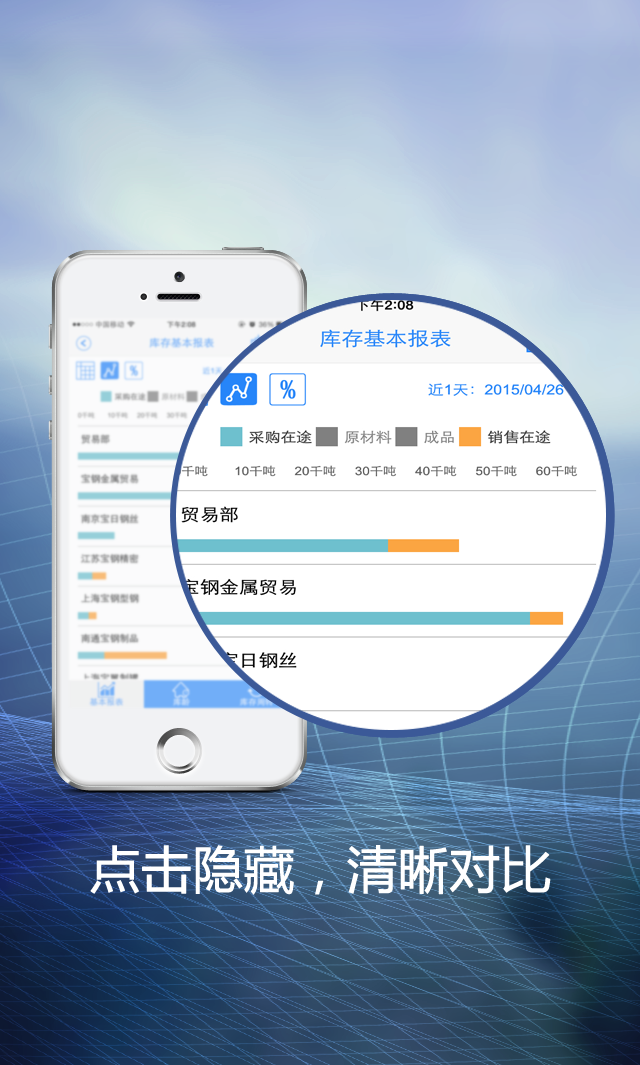 中国移动 下午2:08 36%
库存基本报表
近1天
采购在途 原材料
0千吨 10千吨 20千吨 30千吨
贸易部
宝钢金属贸易
南京宝日钢丝
江苏宝钢精密
上海宝钢型钢
南通宝钢制品
基本报表
下午2:08
库存基本报表
%
近1天：2015/04/26
采购在途 原材料 成品 销售在途
千吨 10千吨 20千吨 30千吨 40千吨 50千吨 60千吨
贸易部
宝钢金属贸易
宝日钢丝
点击隐藏，清晰对比